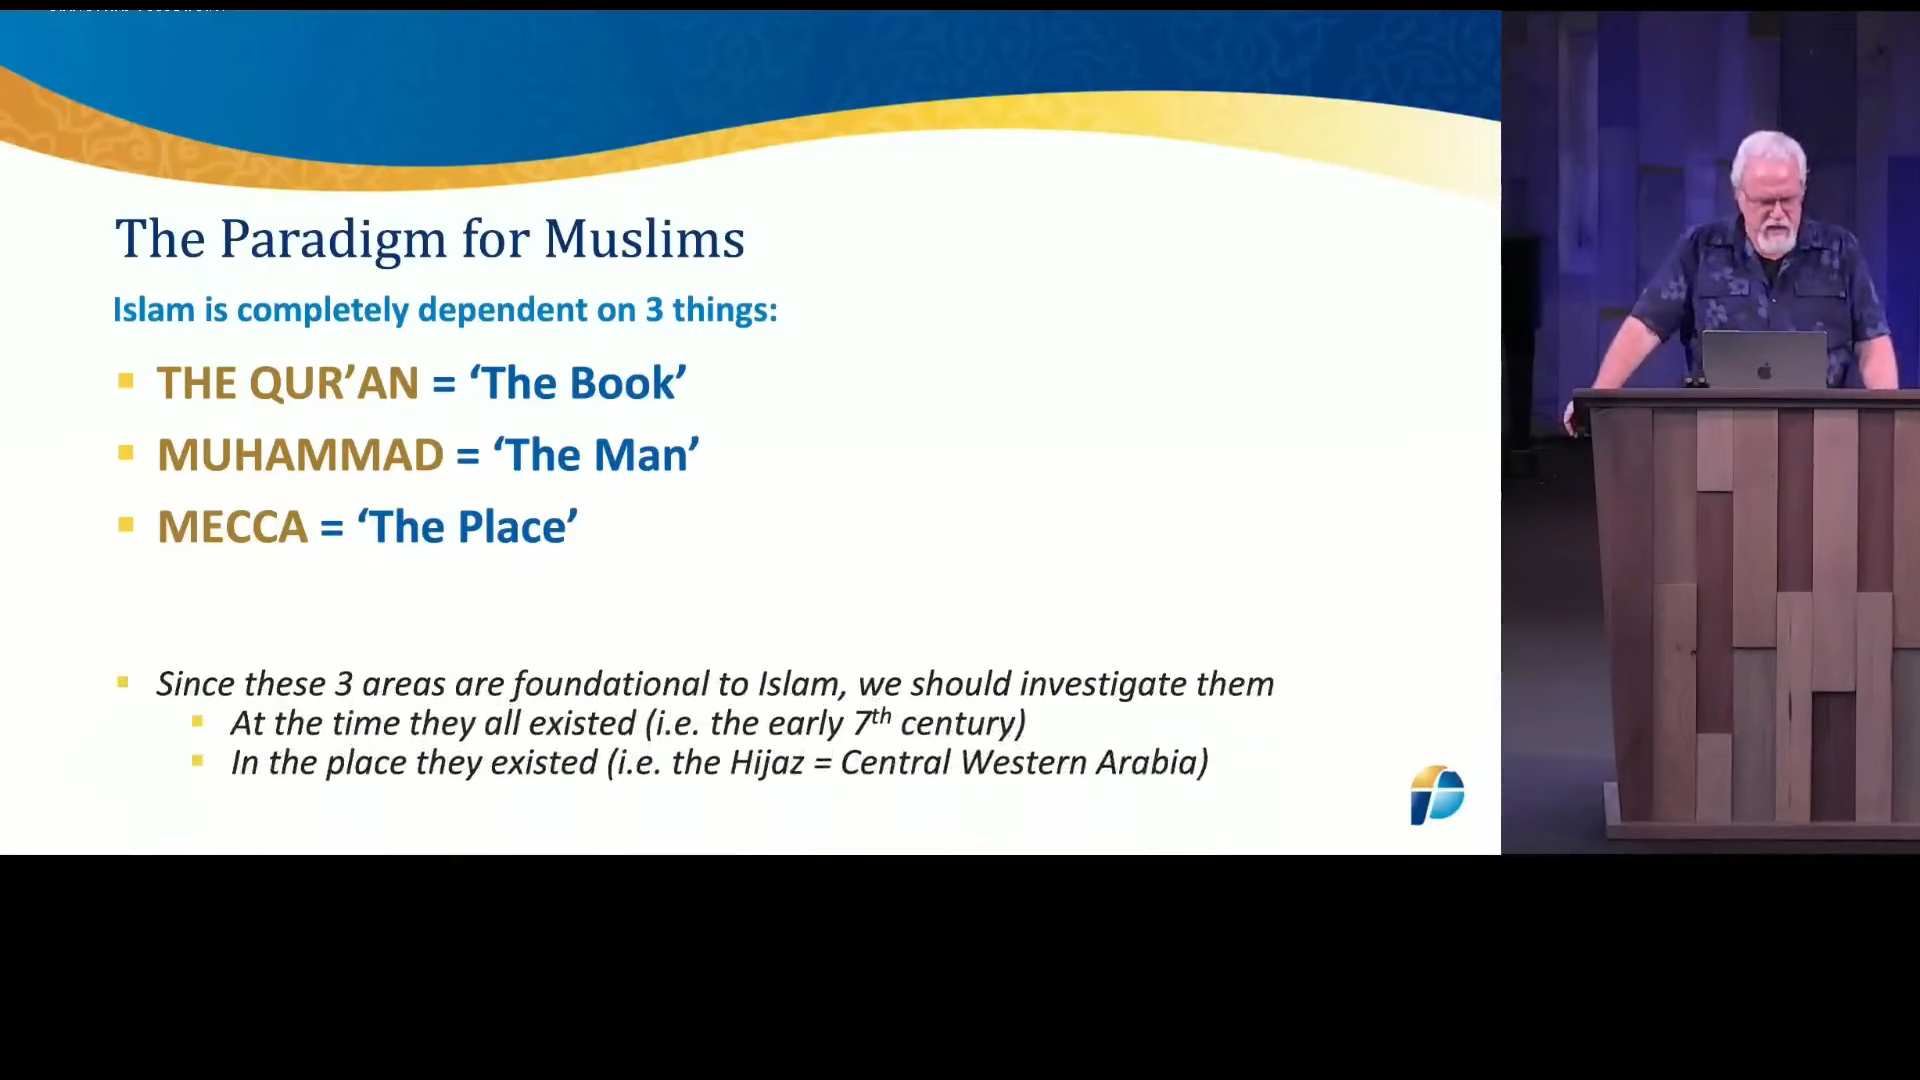 The Paradigm for Muslims
Islam is completely dependent on 3 things:
▪ THE QUR’AN = ‘The Book’
▪ MUHAMMAD = ‘The Man’
▪ MECCA = ‘The Place’
▪ Since these 3 areas are foundational to Islam, we should investigate them
▪ At the time they all existed (i.e. the early 7th century)
▪ In the place they existed (i.e. the Hijaz = Central Western Arabia)